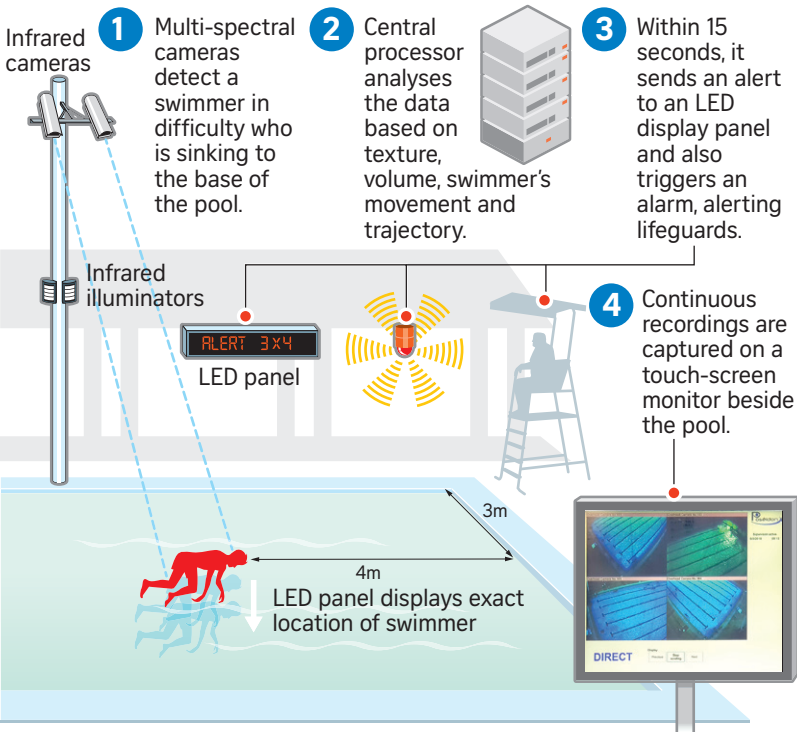 Infrared
cameras
1
Multi-spectral
cameras
detect a
swimmer in
difficulty who
is sinking to
the base of
the pool.
2
Central
processor
analyses
the data
based on
texture,
volume, swimmer’s
movement and
trajectory.
3
Within 15
seconds, it
sends an alert
to an LED
display panel
and also
triggers an
alarm, alerting
lifeguards.
Infrared
illuminators
ALERT 3X4
LED panel
4
Continuous
recordings are
captured on a
touch-screen
monitor beside
the pool.
3m
4m
LED panel displays exact
location of swimmer
DIRECT